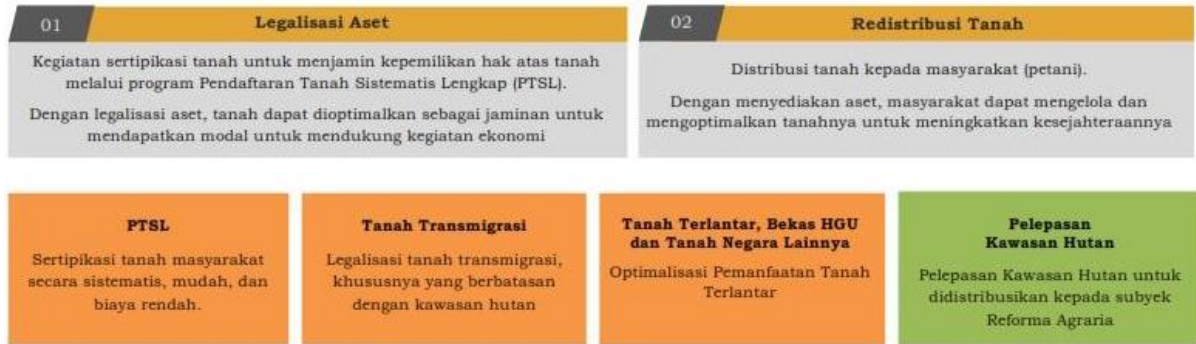 01
Legalisasi Aset
Kegiatan sertipikasi tanah untuk menjamin kepemilikan hak atas tanah
melalui program Pendaftaran Tanah Sistematis Lengkap (PTSL).
Dengan legalisasi aset, tanah dapat dioptimalkan sebagai jaminan untuk
mendapatkan modal untuk mendukung kegiatan ekonomi
02
Redistribusi Tanah
Distribusi tanah kepada masyarakat (petani).
Dengan menyediakan aset, masyarakat dapat mengelola dan
mengoptimalkan tanahnya untuk meningkatkan kesejahteraannya
PTSL
Sertipikasi tanah masyarakat
secara sistematis, mudah, dan
biaya rendah.
Tanah Transmigrasi
Legalisasi tanah transmigrasi,
khususnya yang berbatasan
dengan kawasan hutan
Tanah Terlantar, Bekas HGU
dan Tanah Negara Lainnya
Optimalisasi Pemanfaatan Tanah
Terlantar
Pelepasan
Kawasan Hutan
Pelepasan Kawasan Hutan untuk
didistribusikan kepada subyek
Reforma Agraria